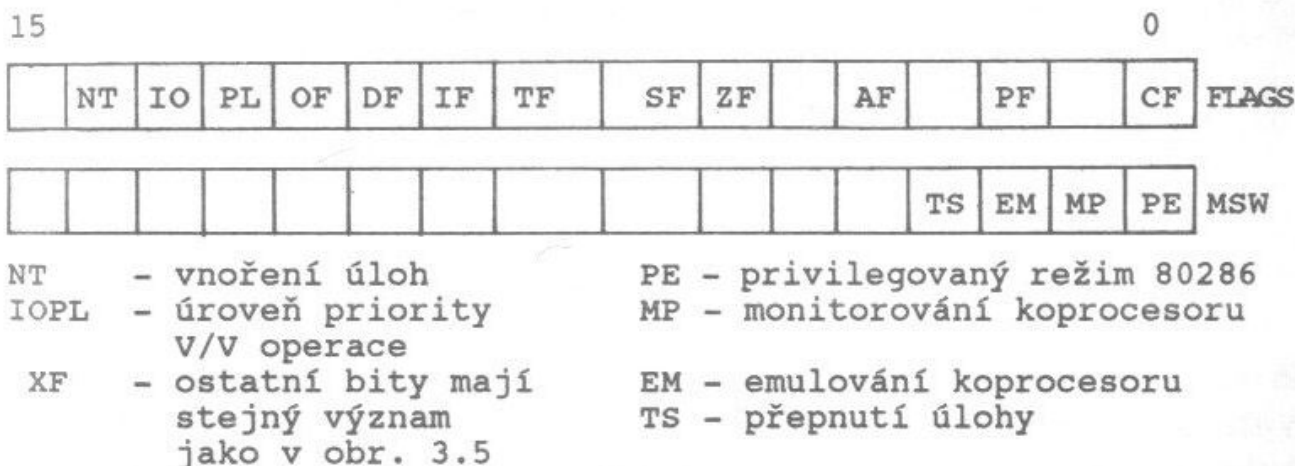 15 0
NT IO PL OF DF IF TF SF ZF AF PF CF FLAGS
TS EM MP PE MSW
NT - vnoření úloh PE - privilegovaný režim 80286
IOPL - úroveň priority MP - monitorování koprocesoru
V/V operace
XF - ostatní bity mají EM - emulování koprocesoru
stejný význam TS - přepnutí úlohy
jako v obr. 3.5